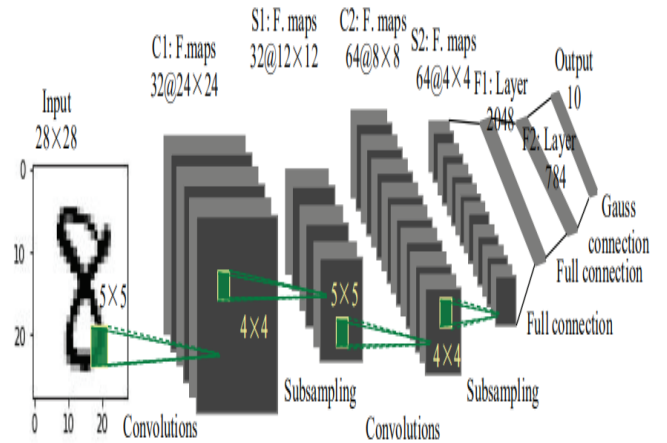 Input
28×28
C1: F.maps
32@24×24
S1: F. maps
32@12×12
C2: F. maps
64@8×8
S2: F. maps
64@4×4
F1: Layer
2048
F2: Layer
784
Output
10
0
10
20
0
10
20
5×5
4×4
5×5
4×4
Convolutions
Subsampling
Convolutions
Subsampling
Full connection
Full connection
Gauss
connection